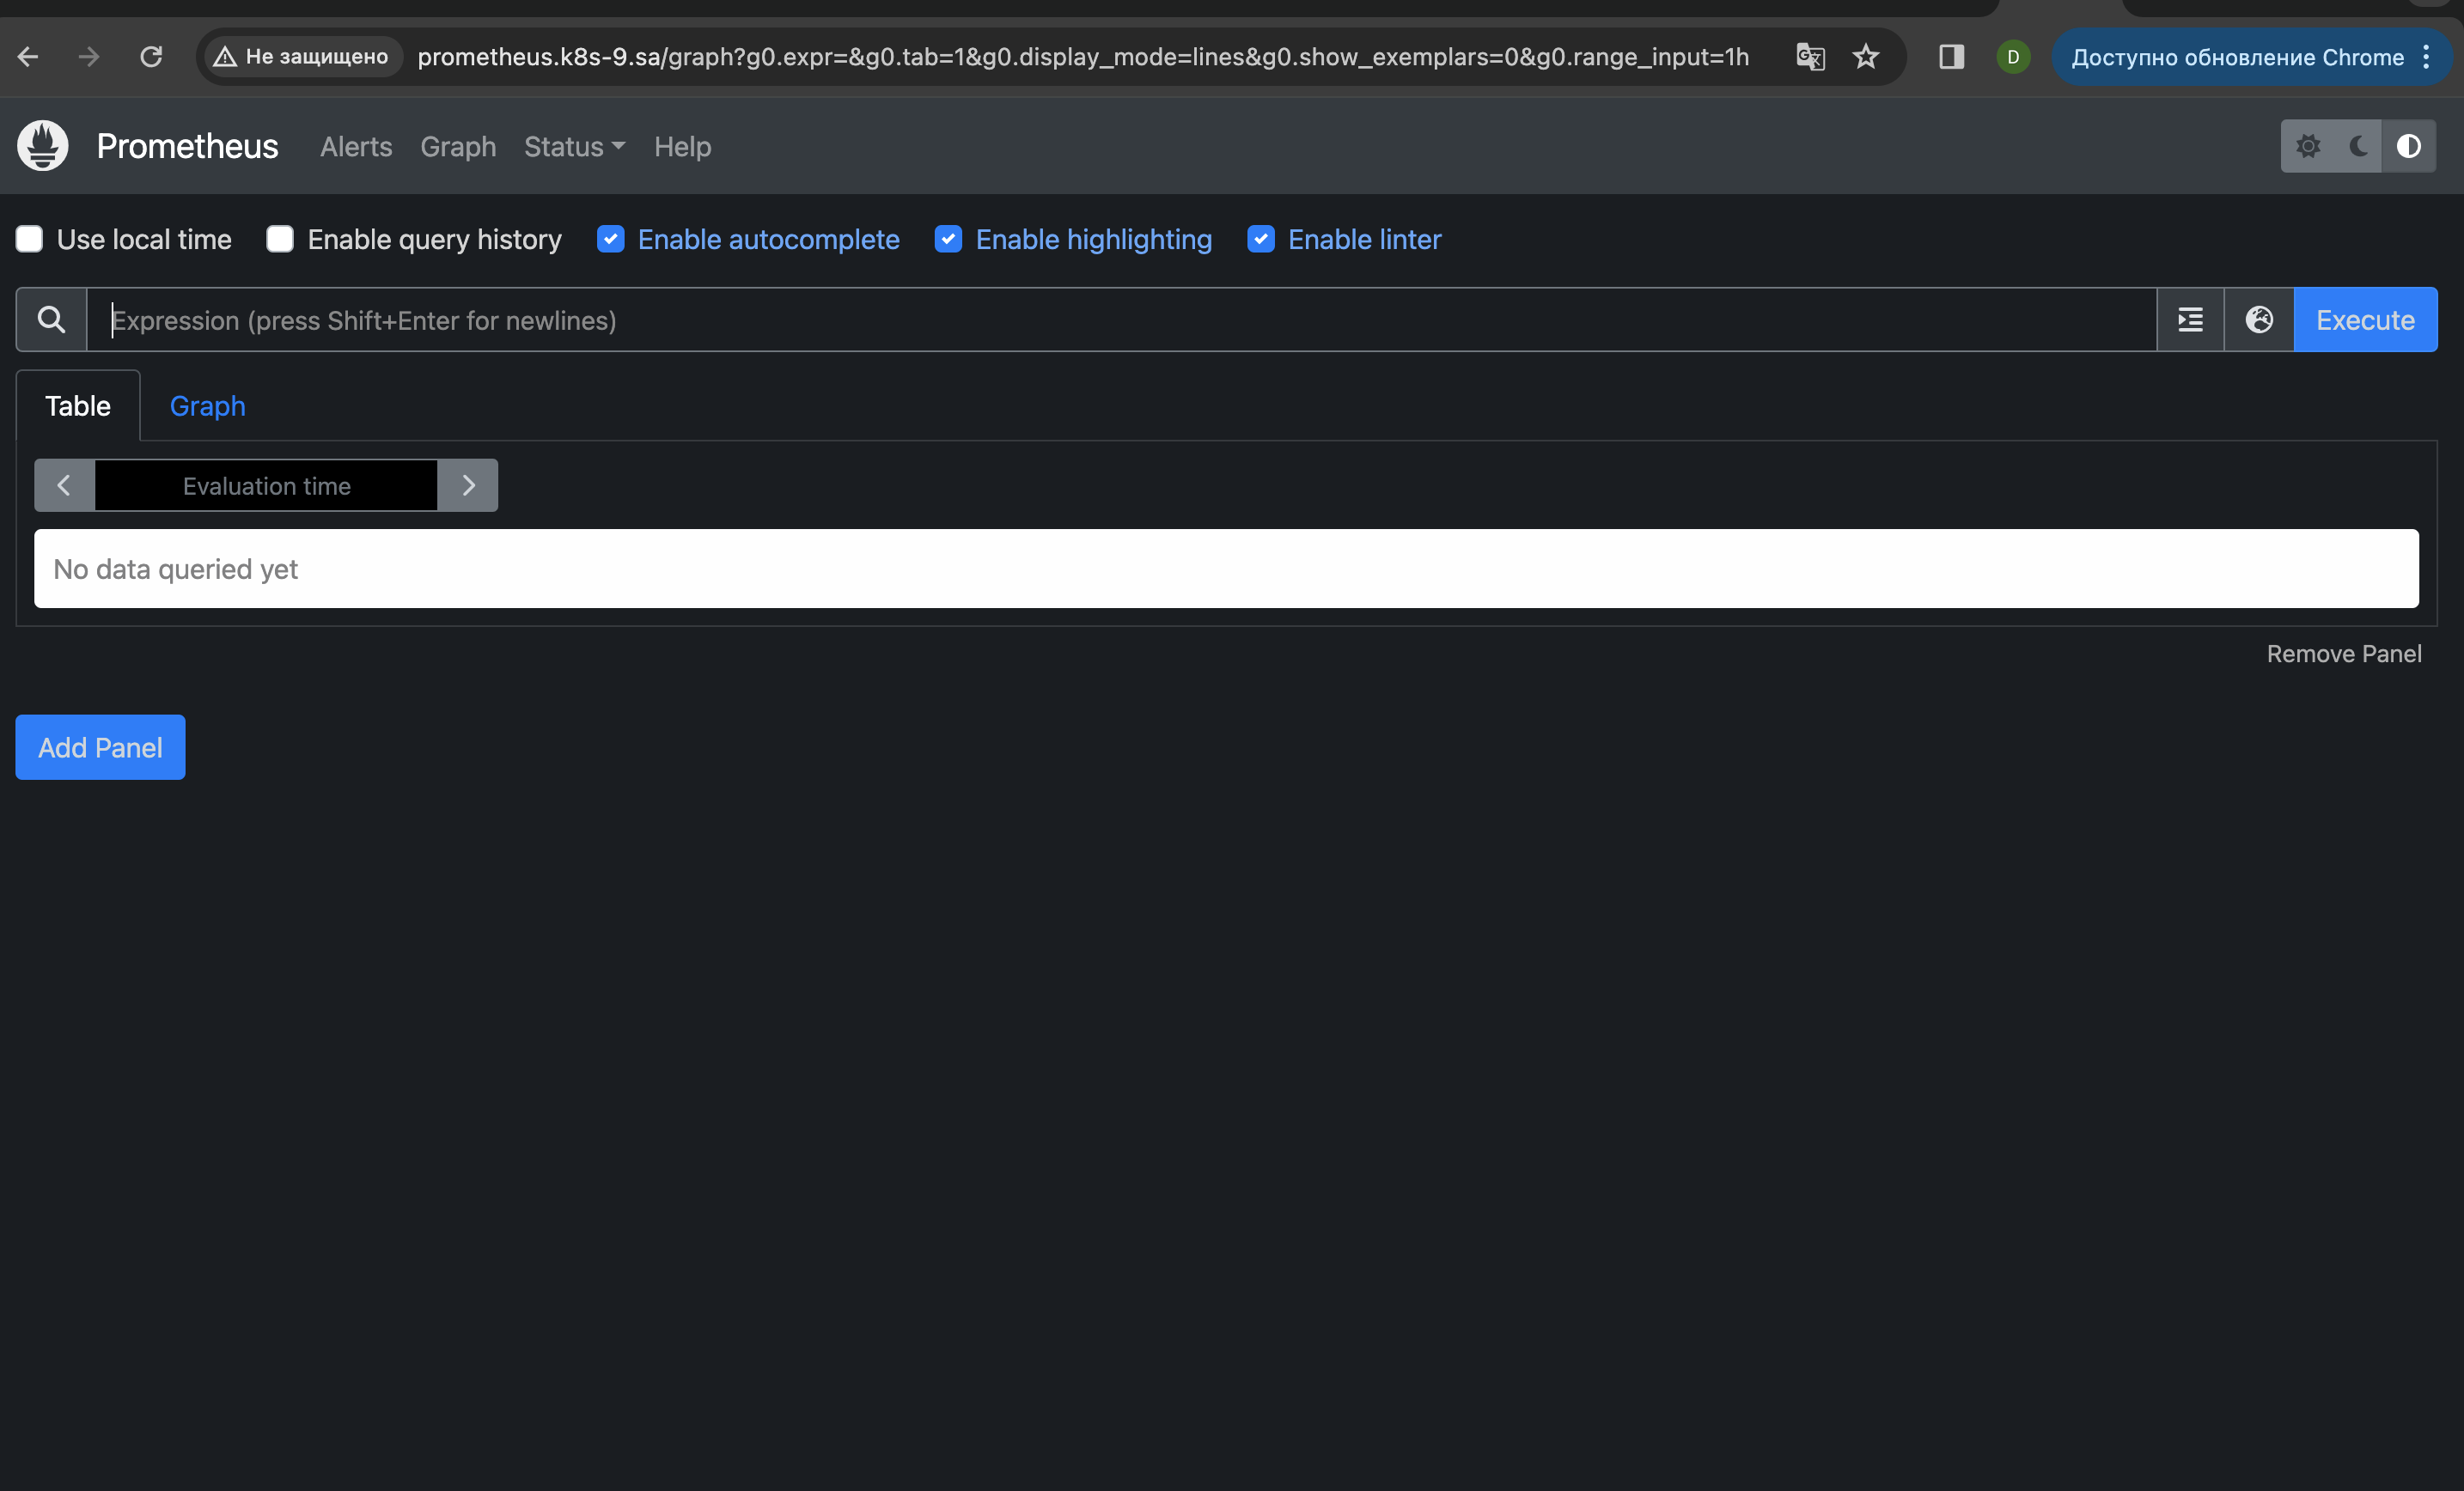 Не защищено prometheus.k8s-9.sa/graph?g0.expr=&g0.tab=1&g0.display_mode=lines&g0.show_exemplars=0&g0.range_input=1h D Доступно обновление Chrome
Prometheus Alerts Graph Status Help
Use local time Enable query history Enable autocomplete Enable highlighting Enable linter
Expression (press Shift+Enter for newlines) Execute
Table Graph
Evaluation time
No data queried yet
Remove Panel
Add Panel